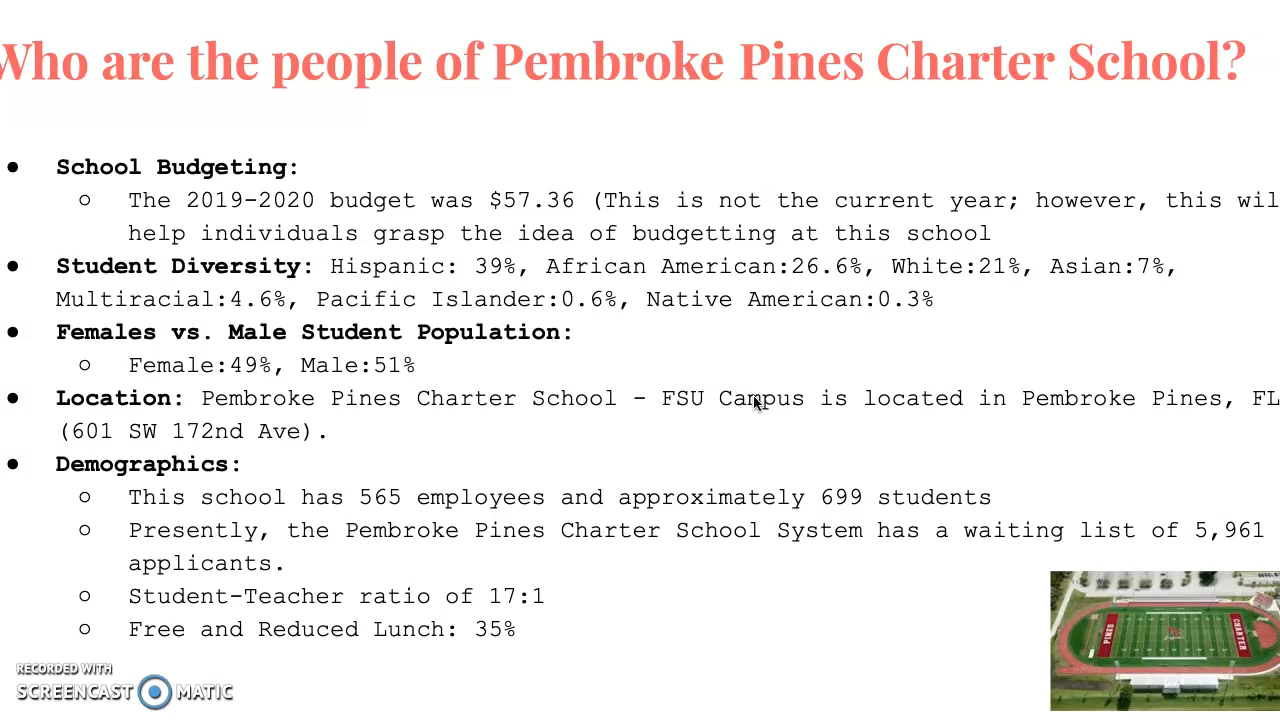 Who are the people of Pembroke Pines Charter School?
● School Budgeting:
○ The 2019-2020 budget was $57.36 (This is not the current year; however, this wil
help individuals grasp the idea of budgetting at this school
● Student Diversity: Hispanic: 39%, African American:26.6%, White:21%, Asian:7%,
Multiracial:4.6%, Pacific Islander:0.6%, Native American:0.3%
● Females vs. Male Student Population:
○ Female:49%, Male:51%
● Location: Pembroke Pines Charter School - FSU Campus is located in Pembroke Pines, FL
(601 SW 172nd Ave).
● Demographics:
○ This school has 565 employees and approximately 699 students
○ Presently, the Pembroke Pines Charter School System has a waiting list of 5,961
applicants.
○ Student-Teacher ratio of 17:1
○ Free and Reduced Lunch: 35%
PINES
CHARTER
RECORDED WITH
SCREENCAST MATIC